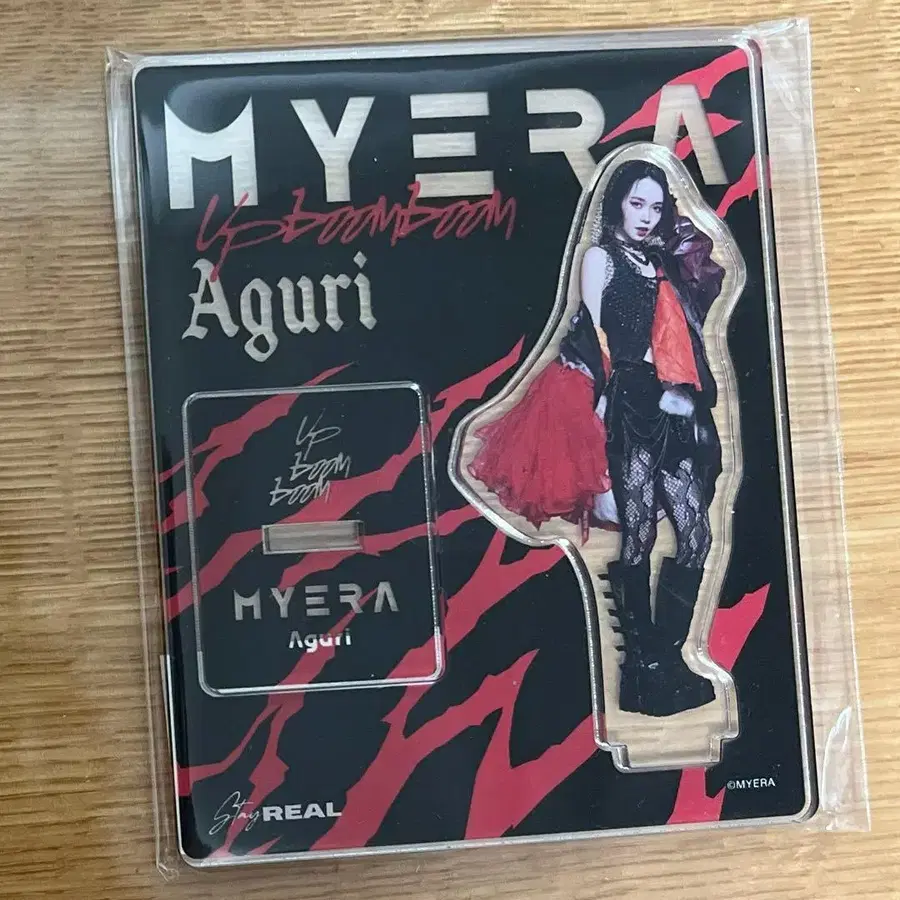 MYERA
Up boom boom
Aguri
Up
boom
boom
MYERA
Aguri
©MYERA
Stay REAL